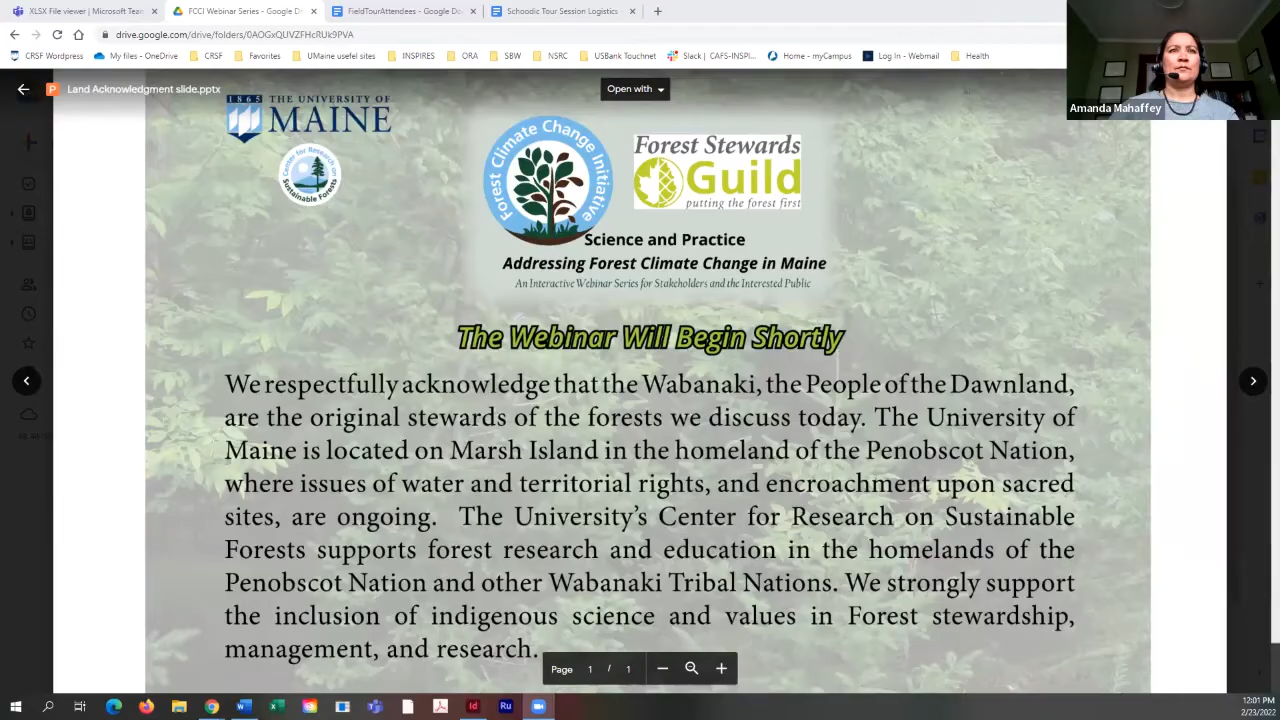 XLSX File viewer | Microsoft Team
FCCI Webinar Series - Google Dr
FieldTourAttendees - Google Do
Schoodic Tour Session Logistics -
drive.google.com/drive/folders/0AOGxQUVZFHcRUk9PVA
CRSF Wordpress
My files - OneDrive
CRSF
Favorites
UMaine usefel sites
INSPIRES
ORA
SBW
NSRC
USBank Touchnet
Slack | CAFS-INSPI...
Home - myCampus
Log In - Webmail
Health
Amanda Mahaffey
Land Acknowledgment slide.pptx
Open with
1865 THE UNIVERSITY OF
MAINE
Center for Research on
Sustainable Forests
Forest Climate Change Initiative
Forest Stewards
Guild
putting the forest first
Science and Practice
Addressing Forest Climate Change in Maine
An Interactive Webinar Series for Stakeholders and the Interested Public
The Webinar Will Begin Shortly
We respectfully acknowledge that the Wabanaki, the People of the Dawnland,
are the original stewards of the forests we discuss today. The University of
Maine is located on Marsh Island in the homeland of the Penobscot Nation,
where issues of water and territorial rights, and encroachment upon sacred
sites, are ongoing. The University's Center for Research on Sustainable
Forests supports forest research and education in the homelands of the
Penobscot Nation and other Wabanaki Tribal Nations. We strongly support
the inclusion of indigenous science and values in Forest stewardship,
management, and research.
Page 1 / 1
12:01 PM
2/23/2022